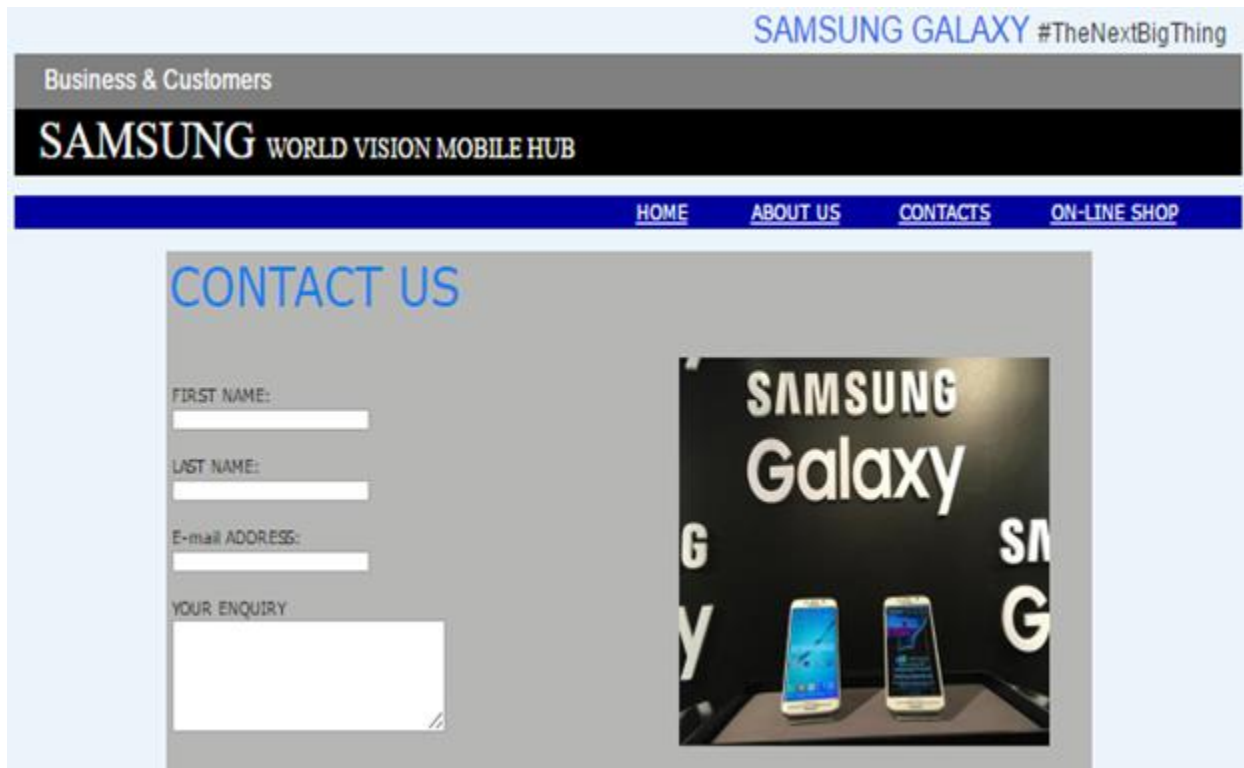 SAMSUNG GALAXY #TheNextBigThing
Business & Customers
SAMSUNG WORLD VISION MOBILE HUB
HOME ABOUT US CONTACTS ON-LINE SHOP
CONTACT US
FIRST NAME:
LAST NAME:
E-mail ADDRESS:
YOUR ENQUIRY
SAMSUNG
Galaxy
G
y
SA
G